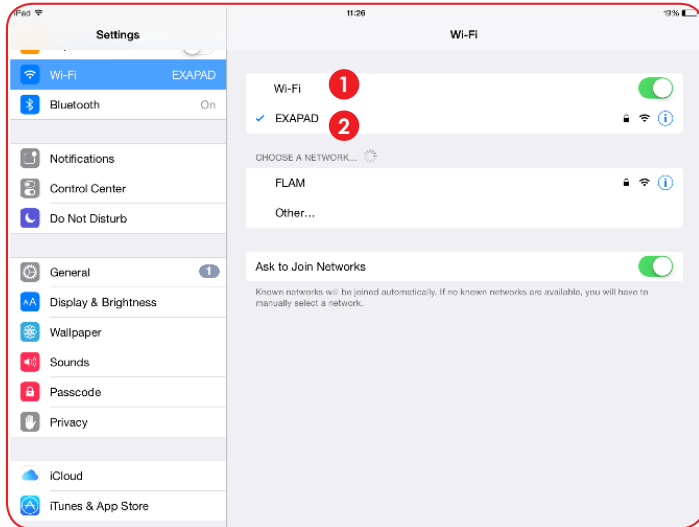 iPad 11:26 19%
Settings
Wi-Fi EXAPAD
Bluetooth On
Notifications
Control Center
Do Not Disturb
General 1
Display & Brightness
Wallpaper
Sounds
Passcode
Privacy
iCloud
iTunes & App Store
Wi-Fi
Wi-Fi 1
EXAPAD 2
CHOOSE A NETWORK...
FLAM
Other...
Ask to Join Networks
Known networks will be joined automatically. If no known networks are available, you will have to
manually select a network.